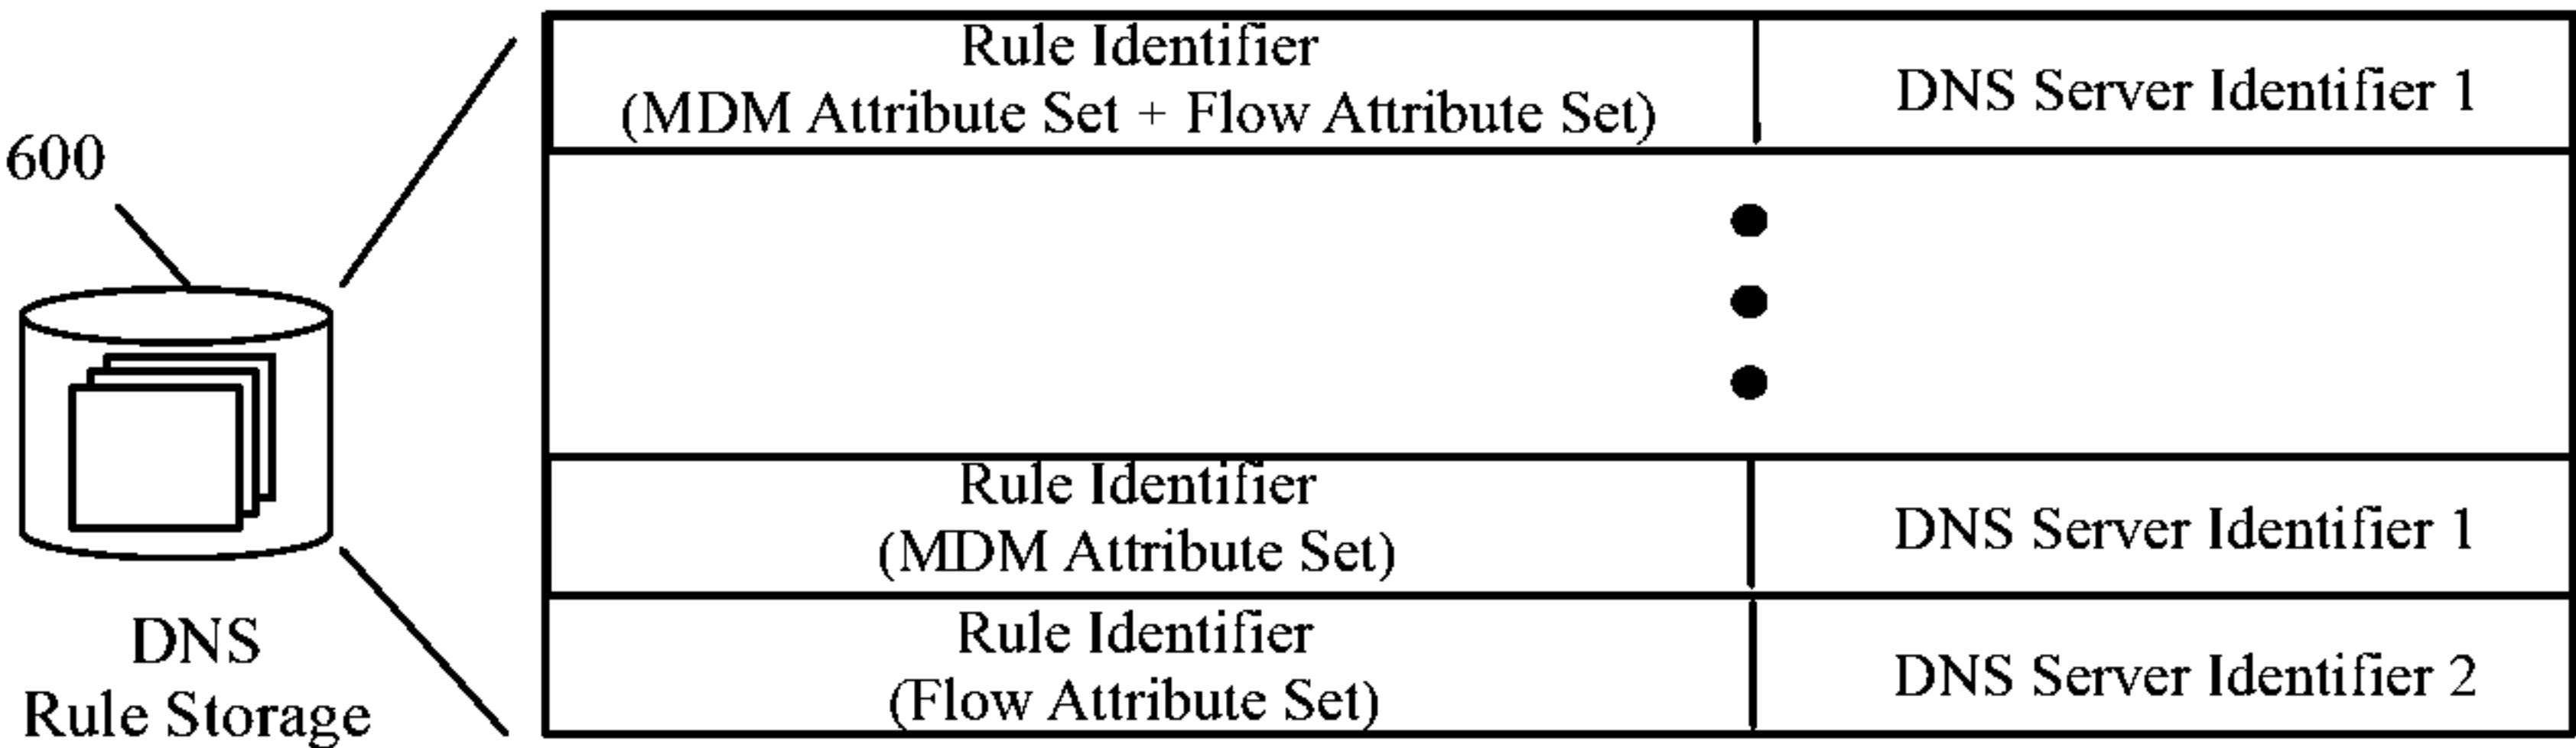 600
DNS
Rule Storage
Rule Identifier
(MDM Attribute Set + Flow Attribute Set)
DNS Server Identifier 1
Rule Identifier
(MDM Attribute Set)
DNS Server Identifier 1
Rule Identifier
(Flow Attribute Set)
DNS Server Identifier 2